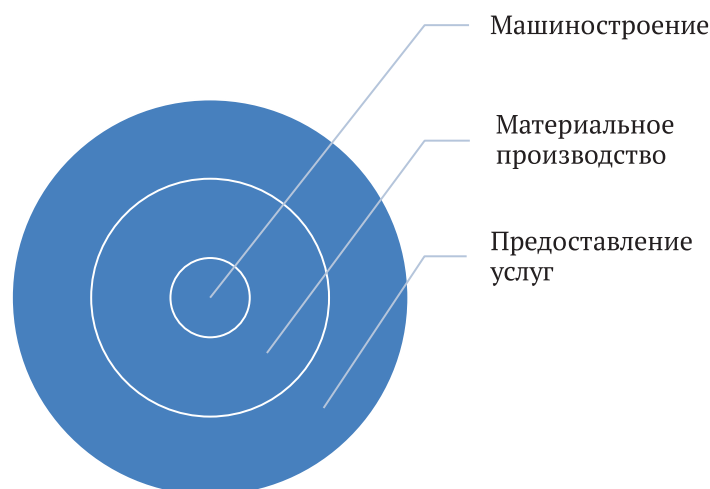 Машиностроение
Материальное
производство
Предоставление
услуг